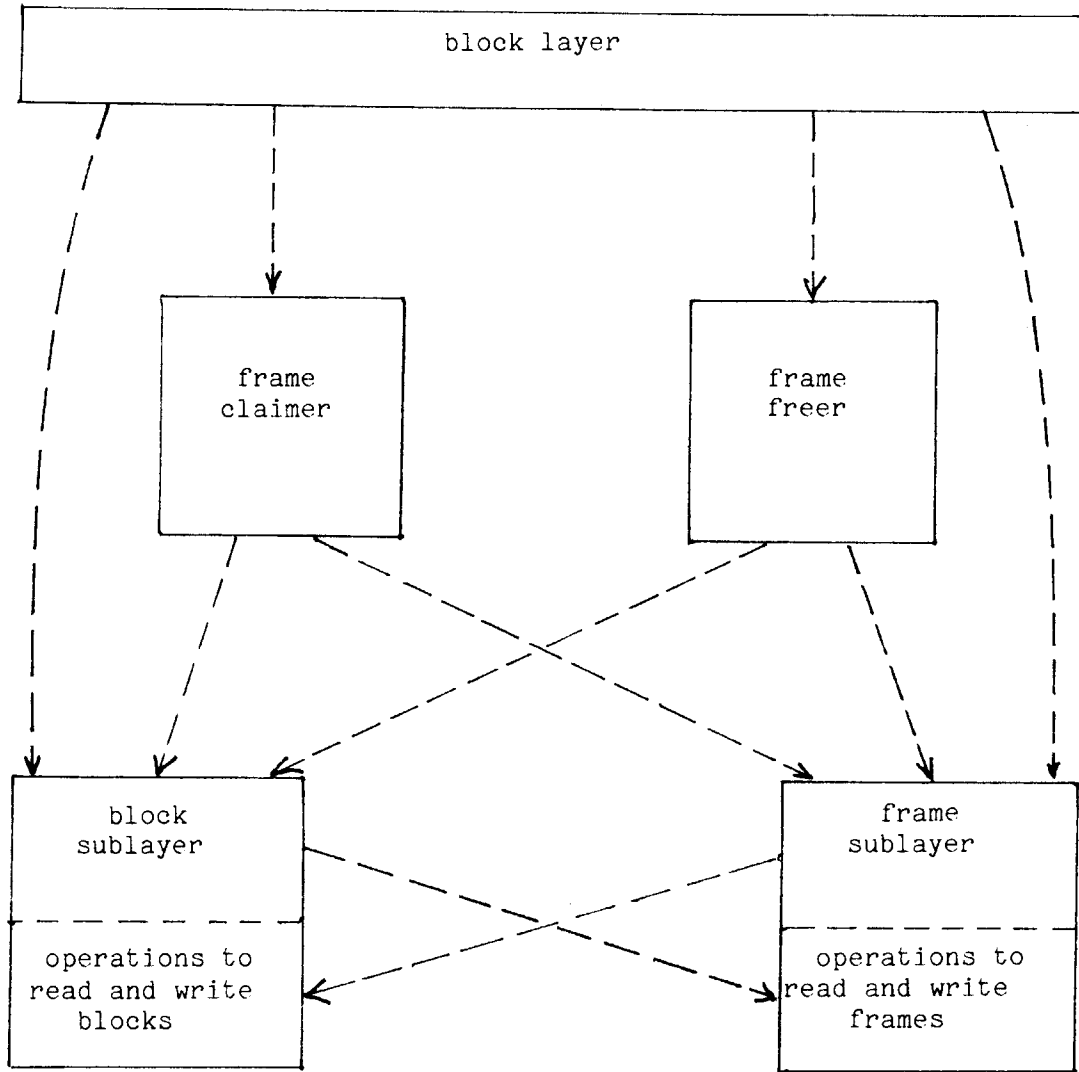 block layer
frame
claimer
frame
freer
block
sublayer
operations to
read and write
blocks
frame
sublayer
operations to
read and write
frames